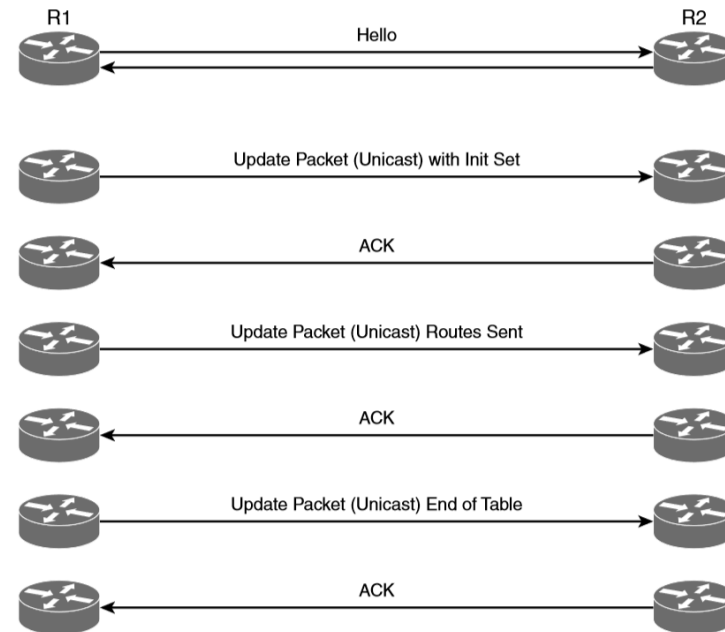 R1
R2
Hello
Update Packet (Unicast) with Init Set
ACK
Update Packet (Unicast) Routes Sent
ACK
Update Packet (Unicast) End of Table
ACK